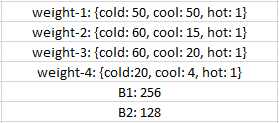 weight-1: {cold: 50, cool: 50, hot: 1}
weight-2: {cold: 60, cool: 15, hot: 1}
weight-3: {cold: 60, cool: 20, hot: 1}
weight-4: {cold:20, cool: 4, hot: 1}
B1: 256
B2: 128